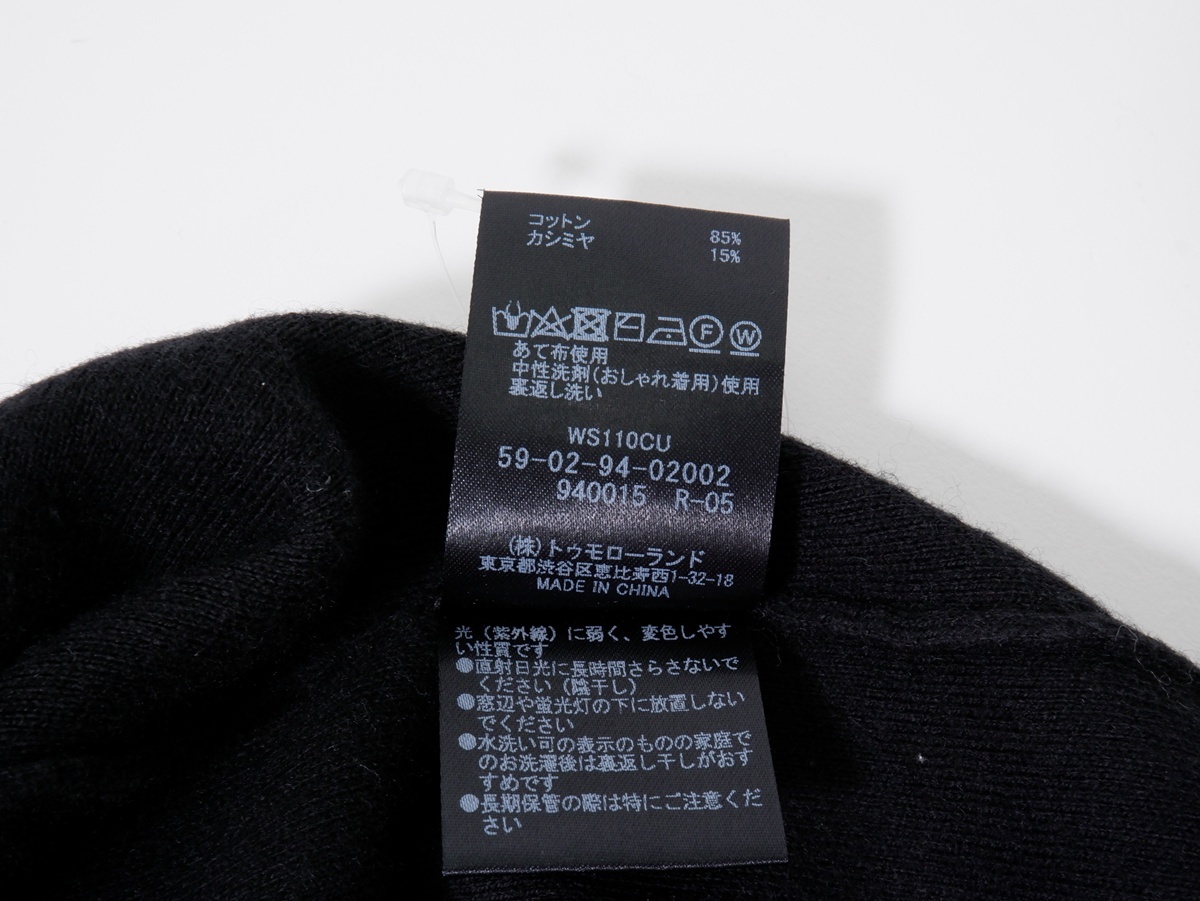 コットン 85%
カシミヤ 15%
F W
あて布使用
中性洗剤(おしゃれ着用)使用
裏返し洗い
WS110CU
59-02-94-02002
940015 R-05
(株)トゥモローランド
東京都渋谷区恵比寿西1-32-18
MADE IN CHINA
光(紫外線)に弱く、変色しやす
い性質です
●直射日光に長時間さらさないで
ください(陰干し)
●窓辺や蛍光灯の下に放置しない
でください
●水洗い可の表示のものの家庭で
のお洗濯後は裏返し干しがおす
すめです
●長期保管の際は特にご注意くだ
さい